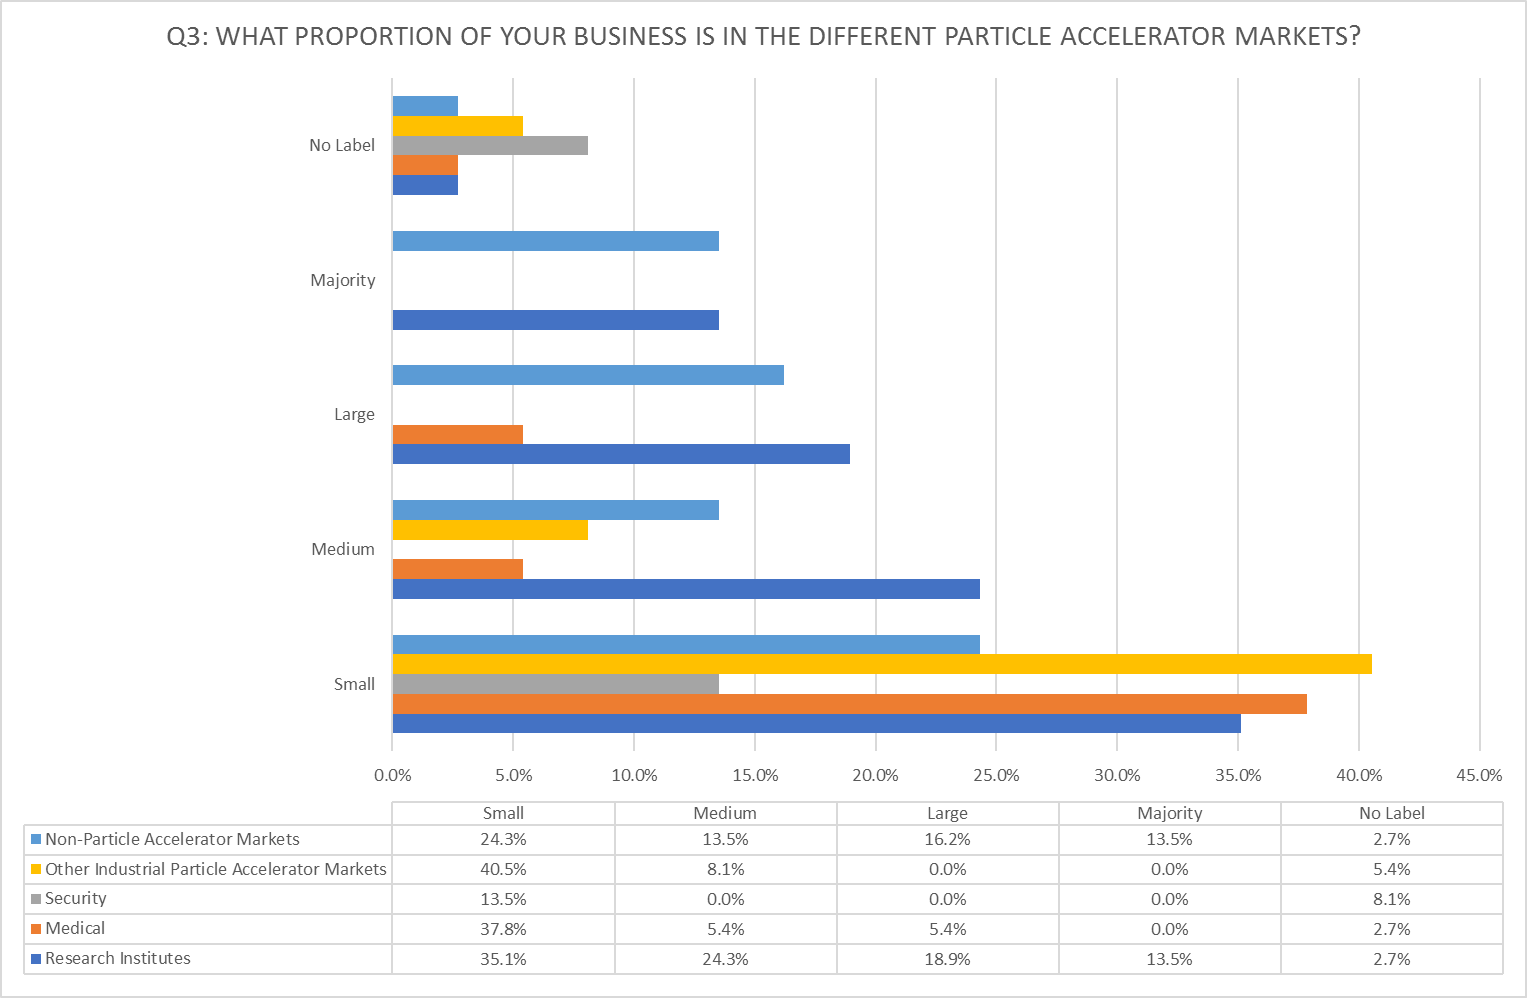 Q3: WHAT PROPORTION OF YOUR BUSINESS IS IN THE DIFFERENT PARTICLE ACCELERATOR MARKETS?
No Label
Majority
Large
Medium
Small
0.0% 5.0% 10.0% 15.0% 20.0% 25.0% 30.0% 35.0% 40.0% 45.0%
Small Medium Large Majority No Label
Non-Particle Accelerator Markets 24.3% 13.5% 16.2% 13.5% 2.7%
Other Industrial Particle Accelerator Markets 40.5% 8.1% 0.0% 0.0% 5.4%
Security 13.5% 0.0% 0.0% 0.0% 8.1%
Medical 37.8% 5.4% 5.4% 0.0% 2.7%
Research Institutes 35.1% 24.3% 18.9% 13.5% 2.7%